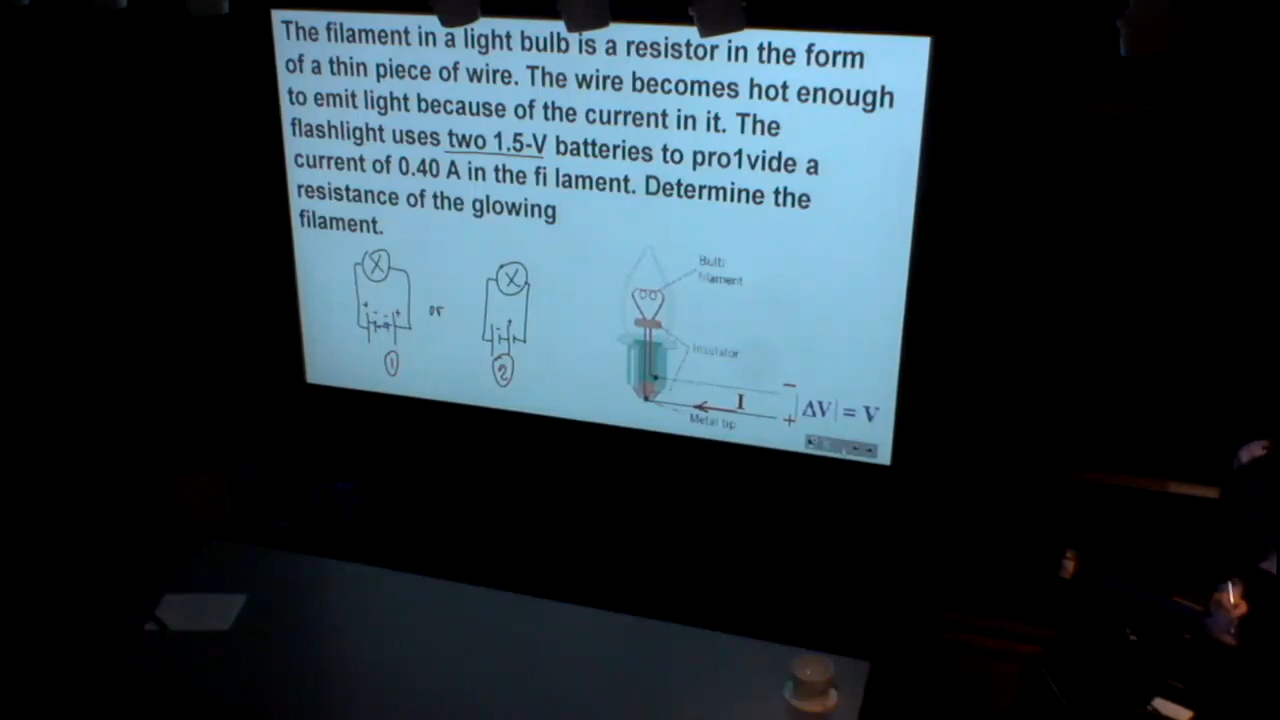 The filament in a light bulb is a resistor in the form
of a thin piece of wire. The wire becomes hot enough
to emit light because of the current in it. The
flashlight uses two 1.5-V batteries to pro1vide a
current of 0.40 A in the fi lament. Determine the
resistance of the glowing
filament.
X
or
X
1
2
Bulb
filament
Insulator
I
Metal tip
−
+
|ΔV| = V